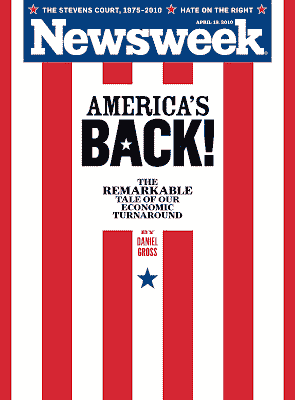 ★ THE STEVENS COURT, 1975–2010 ★ HATE ON THE RIGHT ★
APRIL 19, 2010
Newsweek
AMERICA'S
BACK!
THE
REMARKABLE
TALE OF OUR
ECONOMIC
TURNAROUND
BY
DANIEL
GROSS